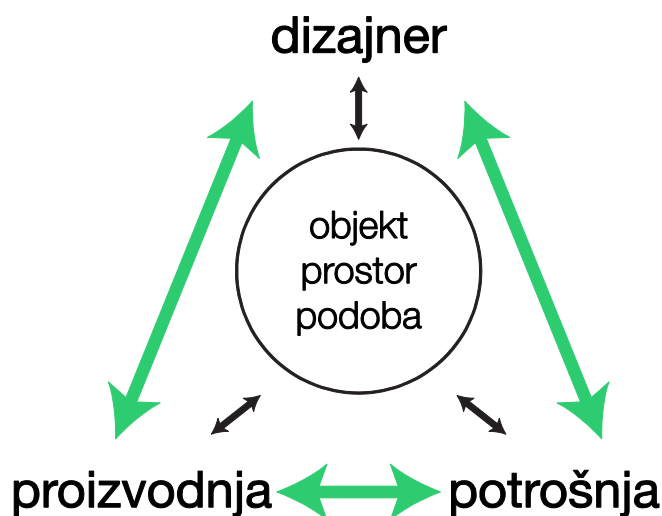 dizajner
objekt
prostor
podoba
proizvodnja
potrošnja